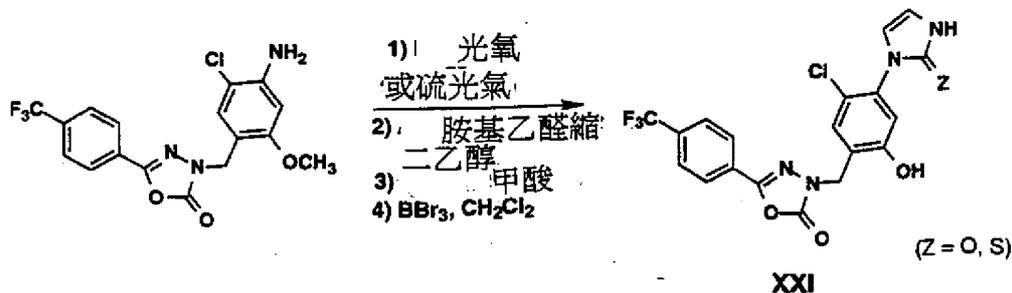 1) 光氧
或硫光氣
2) 胺基乙醛縮
二乙醇
3) 甲酸
4) BBr3, CH2Cl2
Cl
NH2
F3C
N
N
OCH3
O
O
Cl
N
NH
Z
F3C
N
N
OH
O
O
(Z = O, S)
XXI